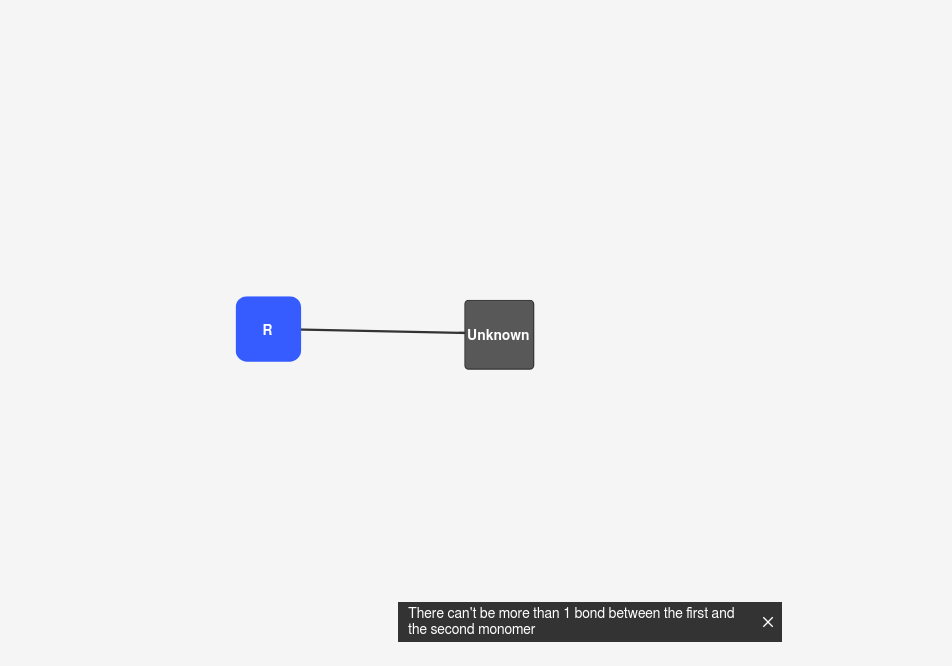 R
Unknown
There can't be more than 1 bond between the first and
the second monomer